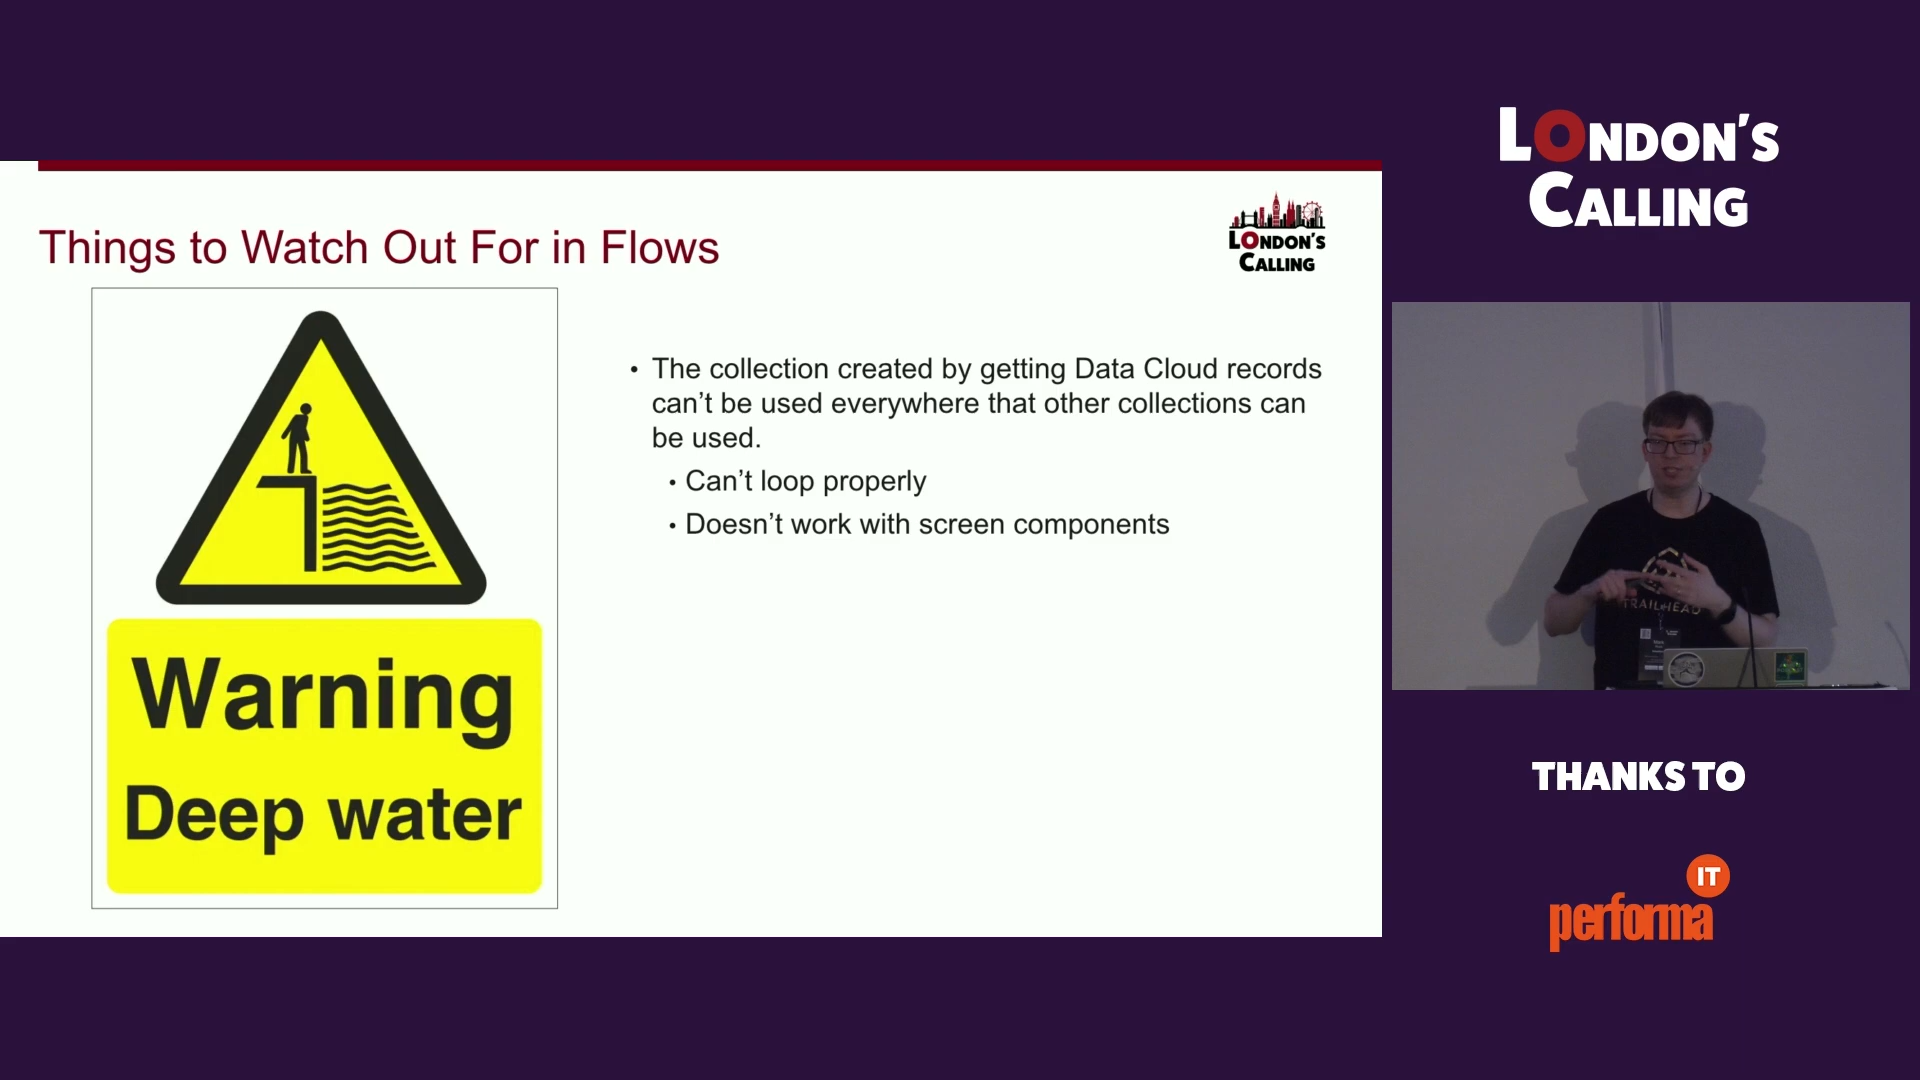 Things to Watch Out For in Flows
LONDON'S
CALLING
Warning
Deep water
• The collection created by getting Data Cloud records
can't be used everywhere that other collections can
be used.
• Can't loop properly
• Doesn't work with screen components
LONDON'S
CALLING
TRAILHEAD
THANKS TO
performa
IT